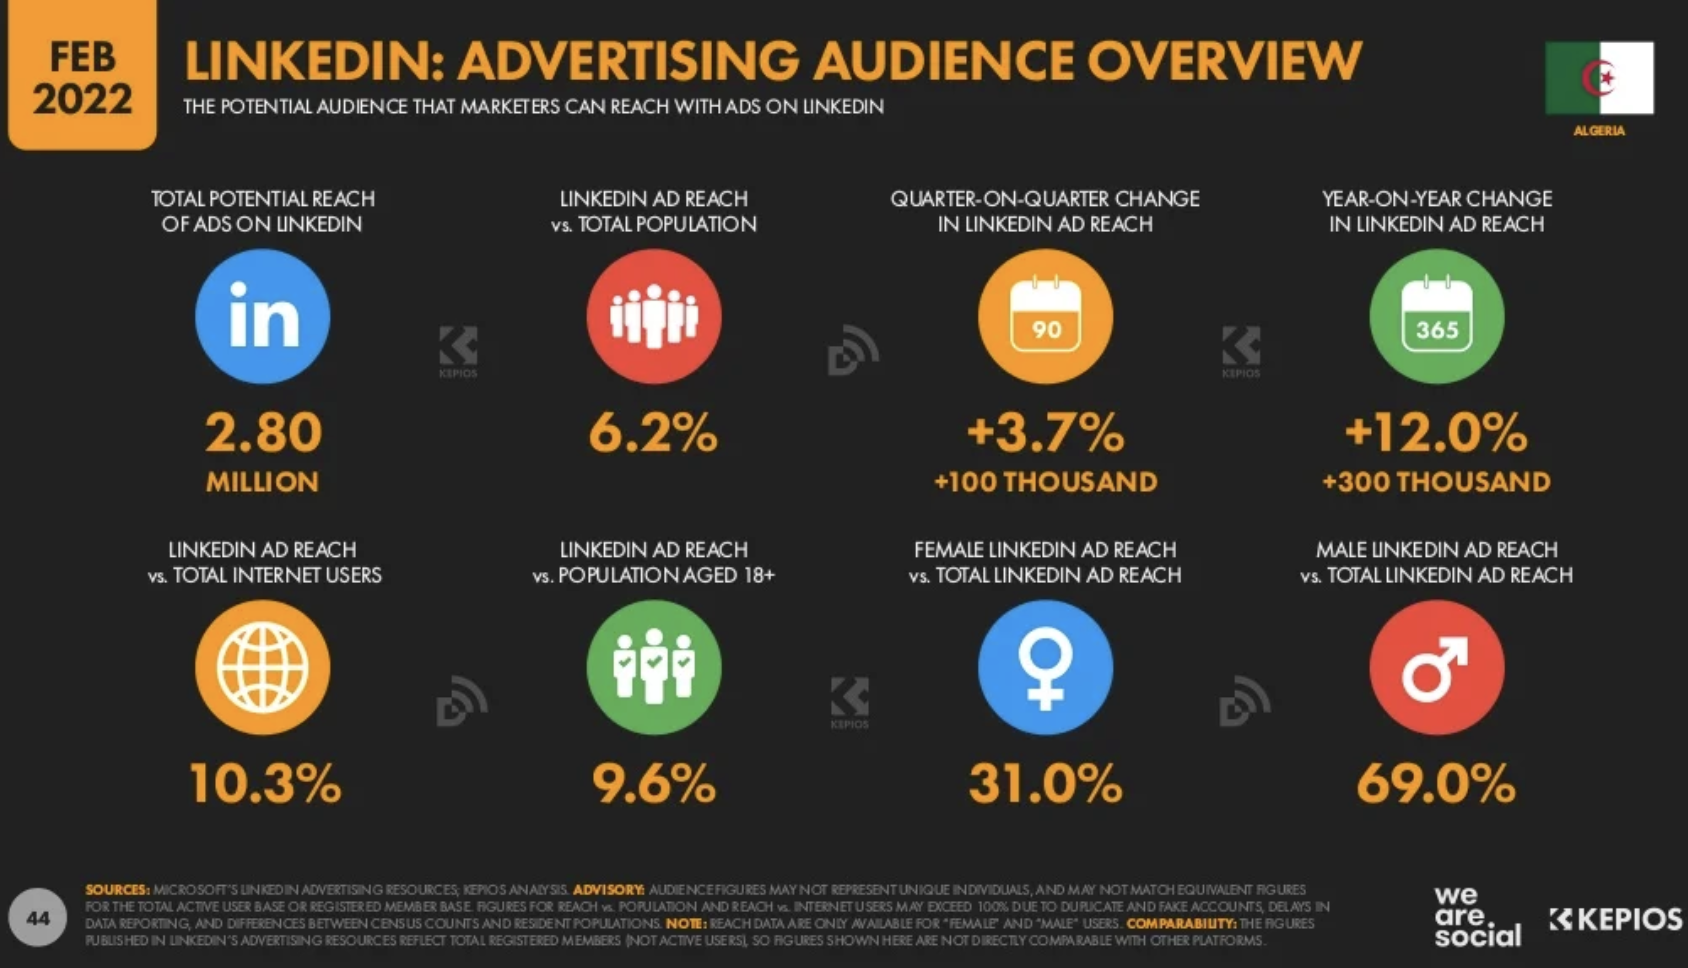 FEB
2022
LINKEDIN: ADVERTISING AUDIENCE OVERVIEW
THE POTENTIAL AUDIENCE THAT MARKETERS CAN REACH WITH ADS ON LINKEDIN
ALGERIA
TOTAL POTENTIAL REACH
OF ADS ON LINKEDIN
in
2.80
MILLION
LINKEDIN AD REACH
vs. TOTAL POPULATION
6.2%
QUARTER-ON-QUARTER CHANGE
IN LINKEDIN AD REACH
90
+3.7%
+100 THOUSAND
YEAR-ON-YEAR CHANGE
IN LINKEDIN AD REACH
365
+12.0%
+300 THOUSAND
KEPIOS
KEPIOS
LINKEDIN AD REACH
vs. TOTAL INTERNET USERS
10.3%
LINKEDIN AD REACH
vs. POPULATION AGED 18+
9.6%
FEMALE LINKEDIN AD REACH
vs. TOTAL LINKEDIN AD REACH
31.0%
MALE LINKEDIN AD REACH
vs. TOTAL LINKEDIN AD REACH
69.0%
KEPIOS
44
SOURCES: MICROSOFT'S LINKEDIN ADVERTISING RESOURCES; KEPIOS ANALYSIS. ADVISORY: AUDIENCE FIGURES MAY NOT REPRESENT UNIQUE INDIVIDUALS, AND MAY NOT MATCH EQUIVALENT FIGURES
FOR THE TOTAL ACTIVE USER BASE OR REGISTERED MEMBER BASE. FIGURES FOR REACH vs. POPULATION AND REACH vs. INTERNET USERS MAY EXCEED 100% DUE TO DUPLICATE AND FAKE ACCOUNTS, DELAYS IN
DATA REPORTING, AND DIFFERENCES BETWEEN CENSUS COUNTS AND RESIDENT POPULATIONS. NOTE: REACH DATA ARE ONLY AVAILABLE FOR "FEMALE" AND "MALE" USERS. COMPARABILITY: THE FIGURES
PUBLISHED IN LINKEDIN'S ADVERTISING RESOURCES REFLECT TOTAL REGISTERED MEMBERS (NOT ACTIVE USERS), SO FIGURES SHOWN HERE ARE NOT DIRECTLY COMPARABLE WITH OTHER PLATFORMS.
we
are
social
KEPIOS